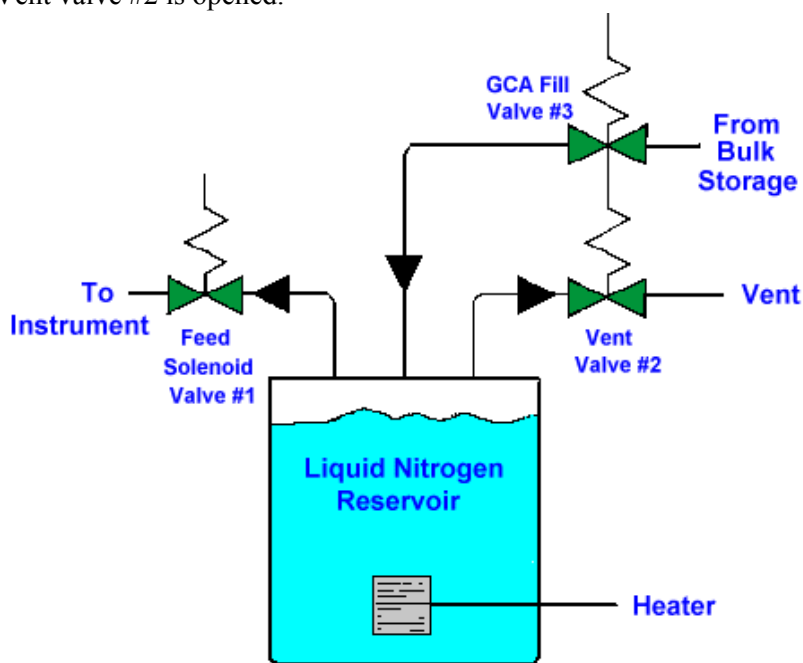 Vent valve #2 is opened.
GCA Fill
Valve #3
From
Bulk
Storage
To
Instrument
Feed
Solenoid
Valve #1
Vent
Valve #2
Vent
Liquid Nitrogen
Reservoir
Heater